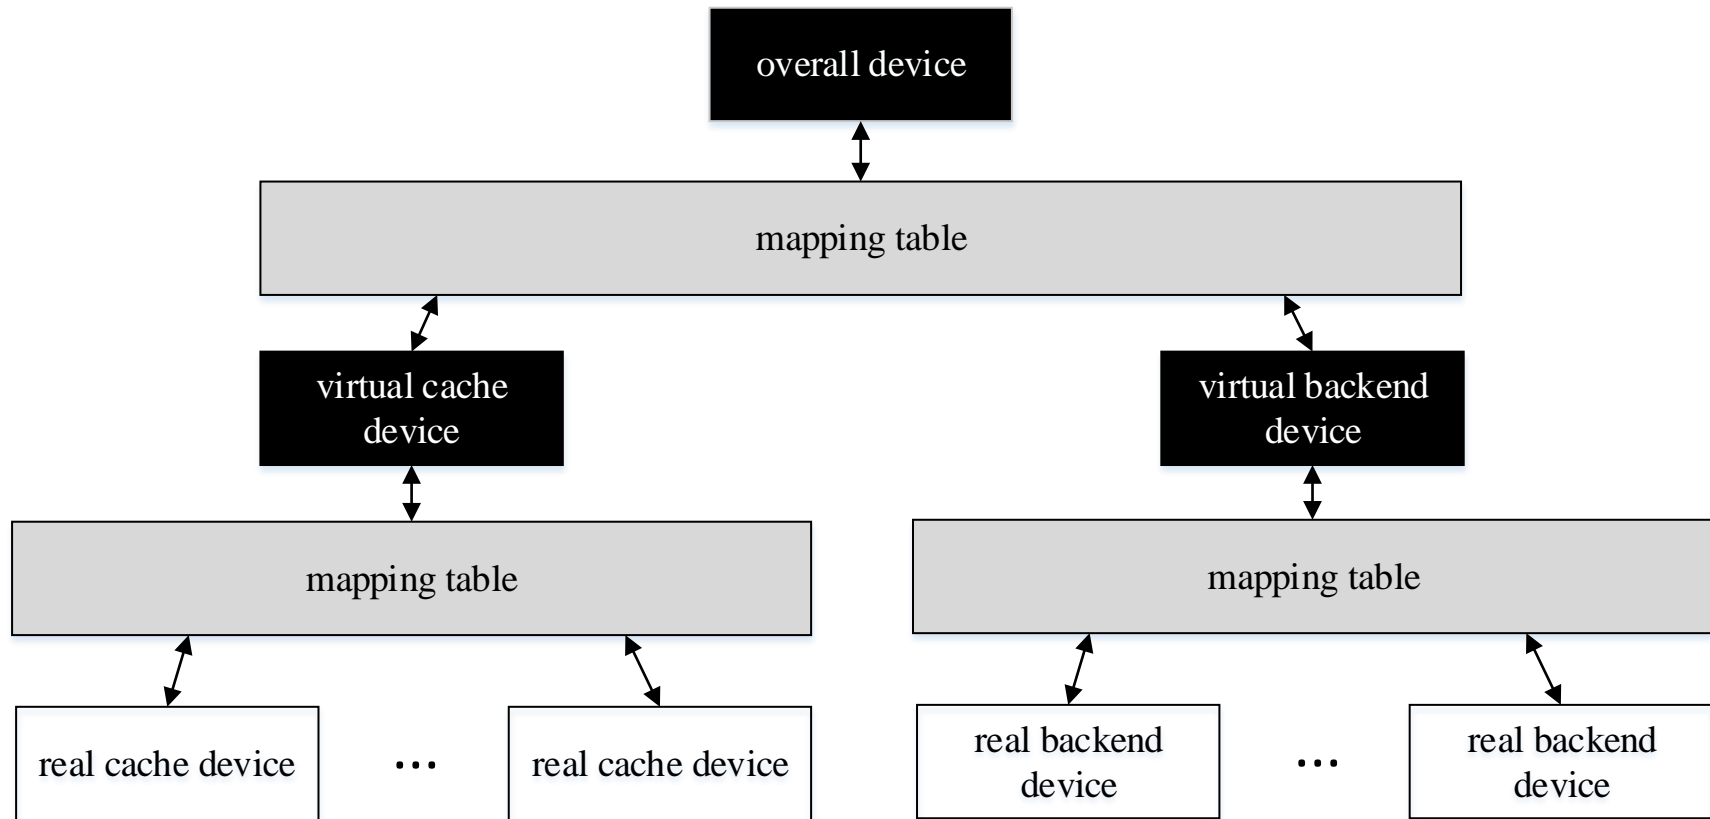 overall device
mapping table
virtual cache
device
virtual backend
device
mapping table
mapping table
real cache device
...
real cache device
real backend
device
...
real backend
device